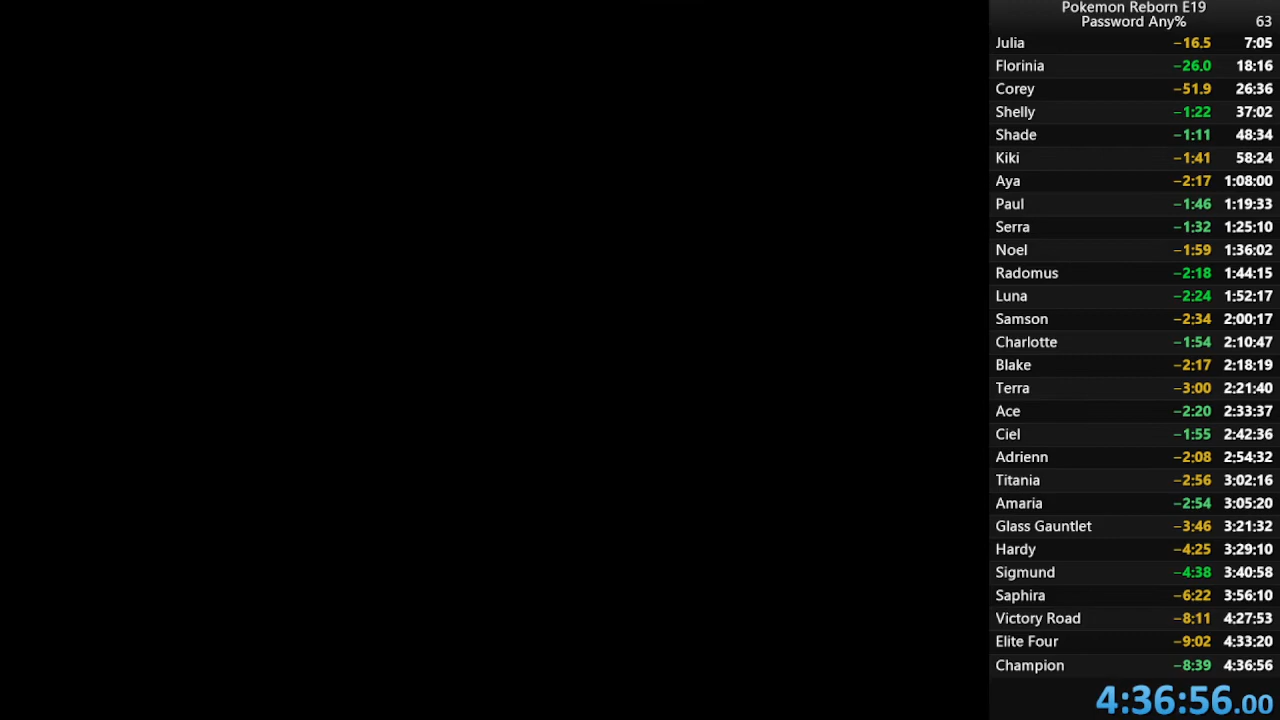 Pokemon Reborn E19
Password Any% 63
Julia −16.5 7:05
Florinia −26.0 18:16
Corey −51.9 26:36
Shelly −1:22 37:02
Shade −1:11 48:34
Kiki −1:41 58:24
Aya −2:17 1:08:00
Paul −1:46 1:19:33
Serra −1:32 1:25:10
Noel −1:59 1:36:02
Radomus −2:18 1:44:15
Luna −2:24 1:52:17
Samson −2:34 2:00:17
Charlotte −1:54 2:10:47
Blake −2:17 2:18:19
Terra −3:00 2:21:40
Ace −2:20 2:33:37
Ciel −1:55 2:42:36
Adrienn −2:08 2:54:32
Titania −2:56 3:02:16
Amaria −2:54 3:05:20
Glass Gauntlet −3:46 3:21:32
Hardy −4:25 3:29:10
Sigmund −4:38 3:40:58
Saphira −6:22 3:56:10
Victory Road −8:11 4:27:53
Elite Four −9:02 4:33:20
Champion −8:39 4:36:56
4:36:56.00